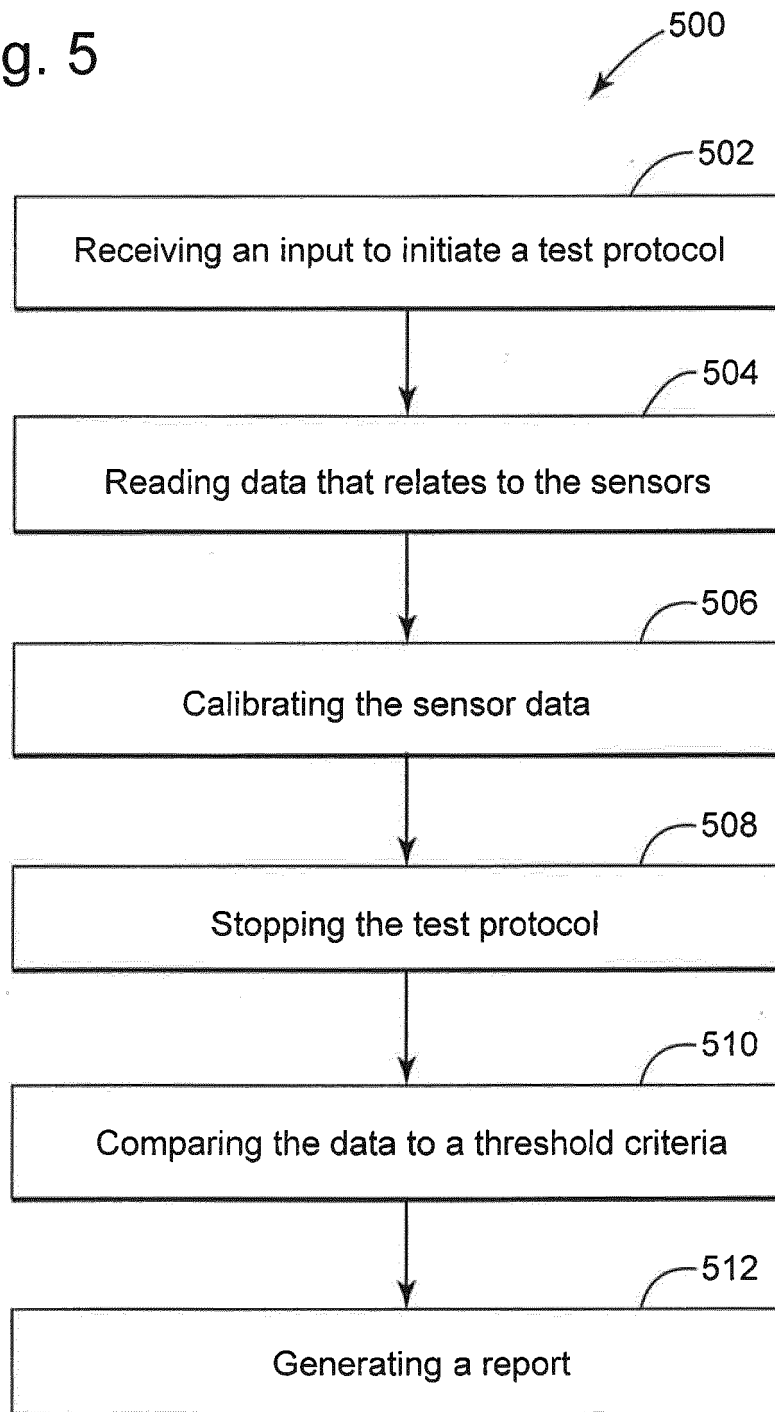 g. 5
500
502
Receiving an input to initiate a test protocol
504
Reading data that relates to the sensors
506
Calibrating the sensor data
508
Stopping the test protocol
510
Comparing the data to a threshold criteria
512
Generating a report